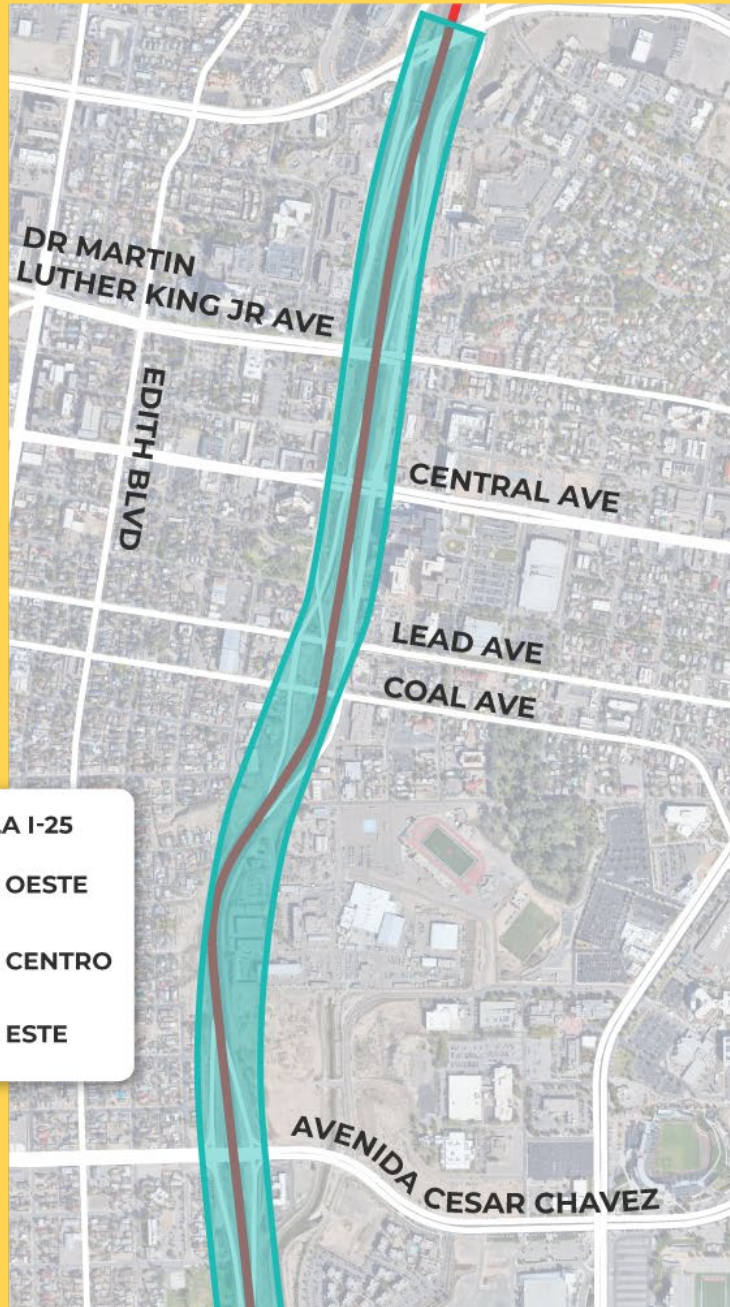 DR MARTIN
LUTHER KING JR AVE
EDITH BLVD
CENTRAL AVE
LEAD AVE
COAL AVE
I-25
OESTE
CENTRO
ESTE
AVENIDA CESAR CHAVEZ